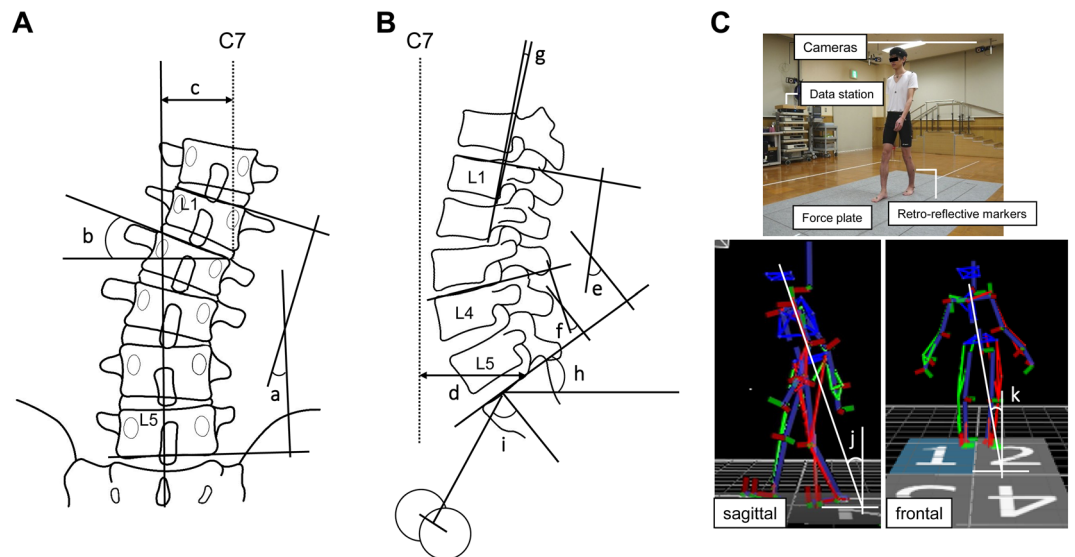 A
C7
c
L1
b
a
L5
B
C7
g
L1
e
L4
f
L5
d
h
i
C
Cameras
Data station
Force plate
Retro-reflective markers
j
sagittal
k
1 2
4
frontal